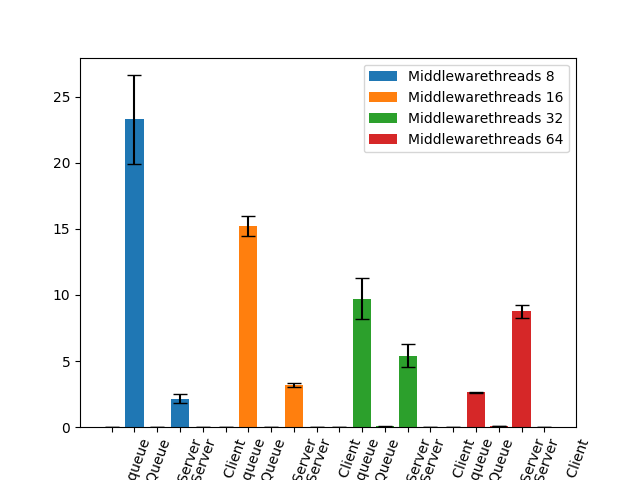 Middlewarethreads 8
Middlewarethreads 16
Middlewarethreads 32
Middlewarethreads 64
25
20
15
10
5
0
queue
Queue
Server
Server
Client
queue
Queue
Server
Server
Client
queue
Queue
Server
Server
Client
queue
Queue
Server
Server
Client